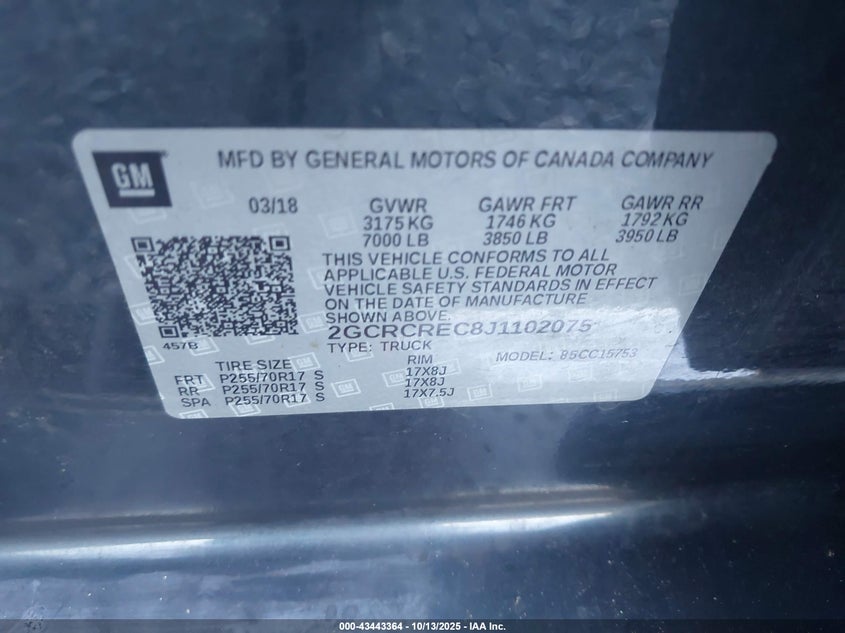 GM
MFD BY GENERAL MOTORS OF CANADA COMPANY
03/18 GVWR GAWR FRT GAWR RR
3175 KG 1746 KG 1792 KG
7000 LB 3850 LB 3950 LB
THIS VEHICLE CONFORMS TO ALL
APPLICABLE U.S. FEDERAL MOTOR
VEHICLE SAFETY STANDARDS IN EFFECT
ON THE DATE OF MANUFACTURE
SHOWN ABOVE.
2GCRCREC8J1102075
457B TYPE: TRUCK MODEL: 85CC15753
TIRE SIZE RIM
FRT P255/70R17 S 17X8J
RR P255/70R17 S 17X8J
SPA P255/70R17 S 17X7.5J
000-43443364 | 10/13/2025 - IAA Inc.